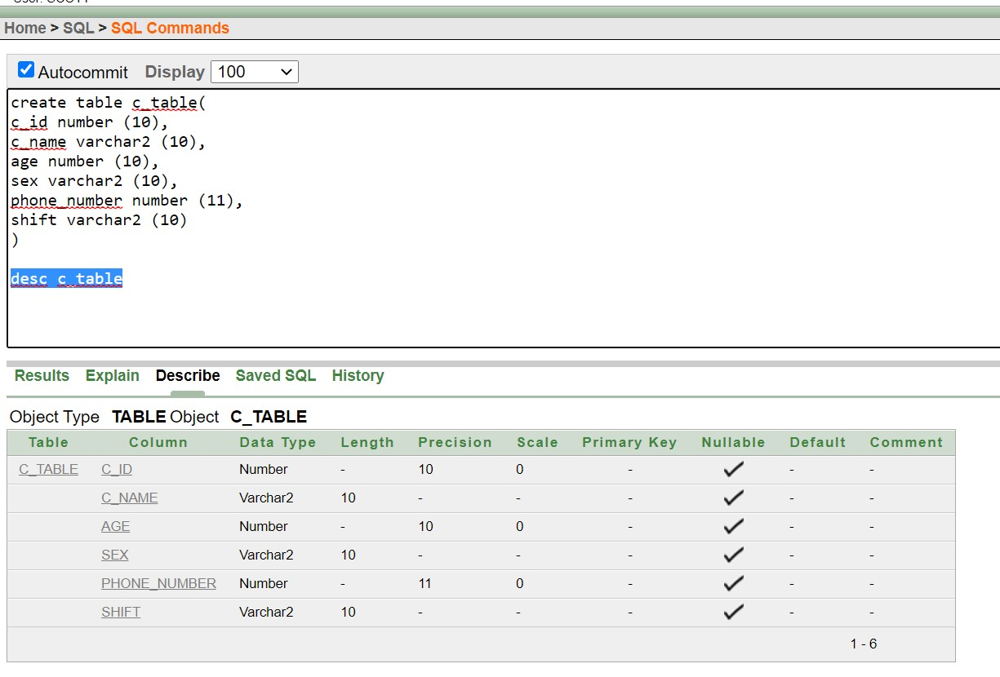 User: SCOTT
Home > SQL > SQL Commands
Autocommit Display 100
create table c_table(
c_id number (10),
c_name varchar2 (10),
age number (10),
sex varchar2 (10),
phone_number number (11),
shift varchar2 (10)
)
desc c_table
Results Explain Describe Saved SQL History
Object Type TABLE Object C_TABLE
Table Column Data Type Length Precision Scale Primary Key Nullable Default Comment
C_TABLE C_ID Number - 10 0 - - -
C_NAME Varchar2 10 - - - - -
AGE Number - 10 0 - - -
SEX Varchar2 10 - - - - -
PHONE_NUMBER Number - 11 0 - - -
SHIFT Varchar2 10 - - - - -
1 - 6